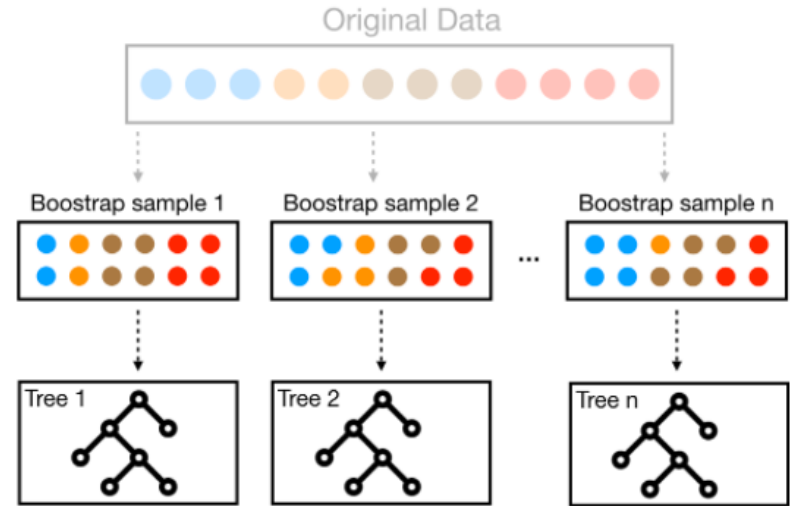 Original Data
Boostrap sample 1
Boostrap sample 2
Boostrap sample n
...
Tree 1
Tree 2
Tree n